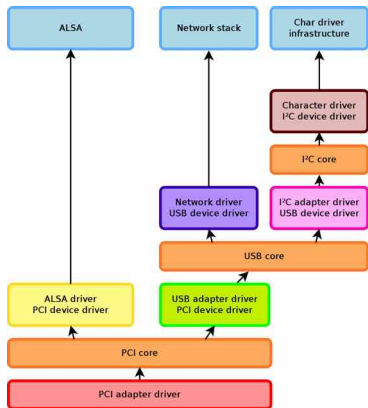 ALSA
Network stack
Char driver
infrastructure
Character driver
I²C device driver
I²C core
Network driver
USB device driver
I²C adapter driver
USB device driver
USB core
ALSA driver
PCI device driver
USB adapter driver
PCI device driver
PCI core
PCI adapter driver